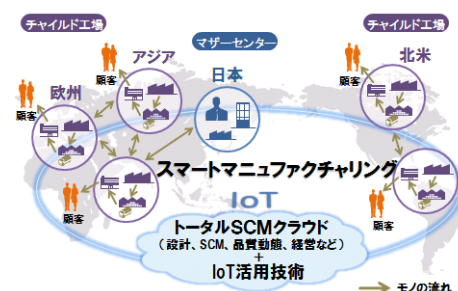 チャイルド工場
マザーセンター
チャイルド工場
アジア
日本
北米
欧州
顧客
顧客
顧客
スマートマニュファクチャリング
IoT
顧客
顧客
トータルSCMクラウド
(設計、SCM、品質動態、経営など)
+
IoT活用技術
モノの流れ